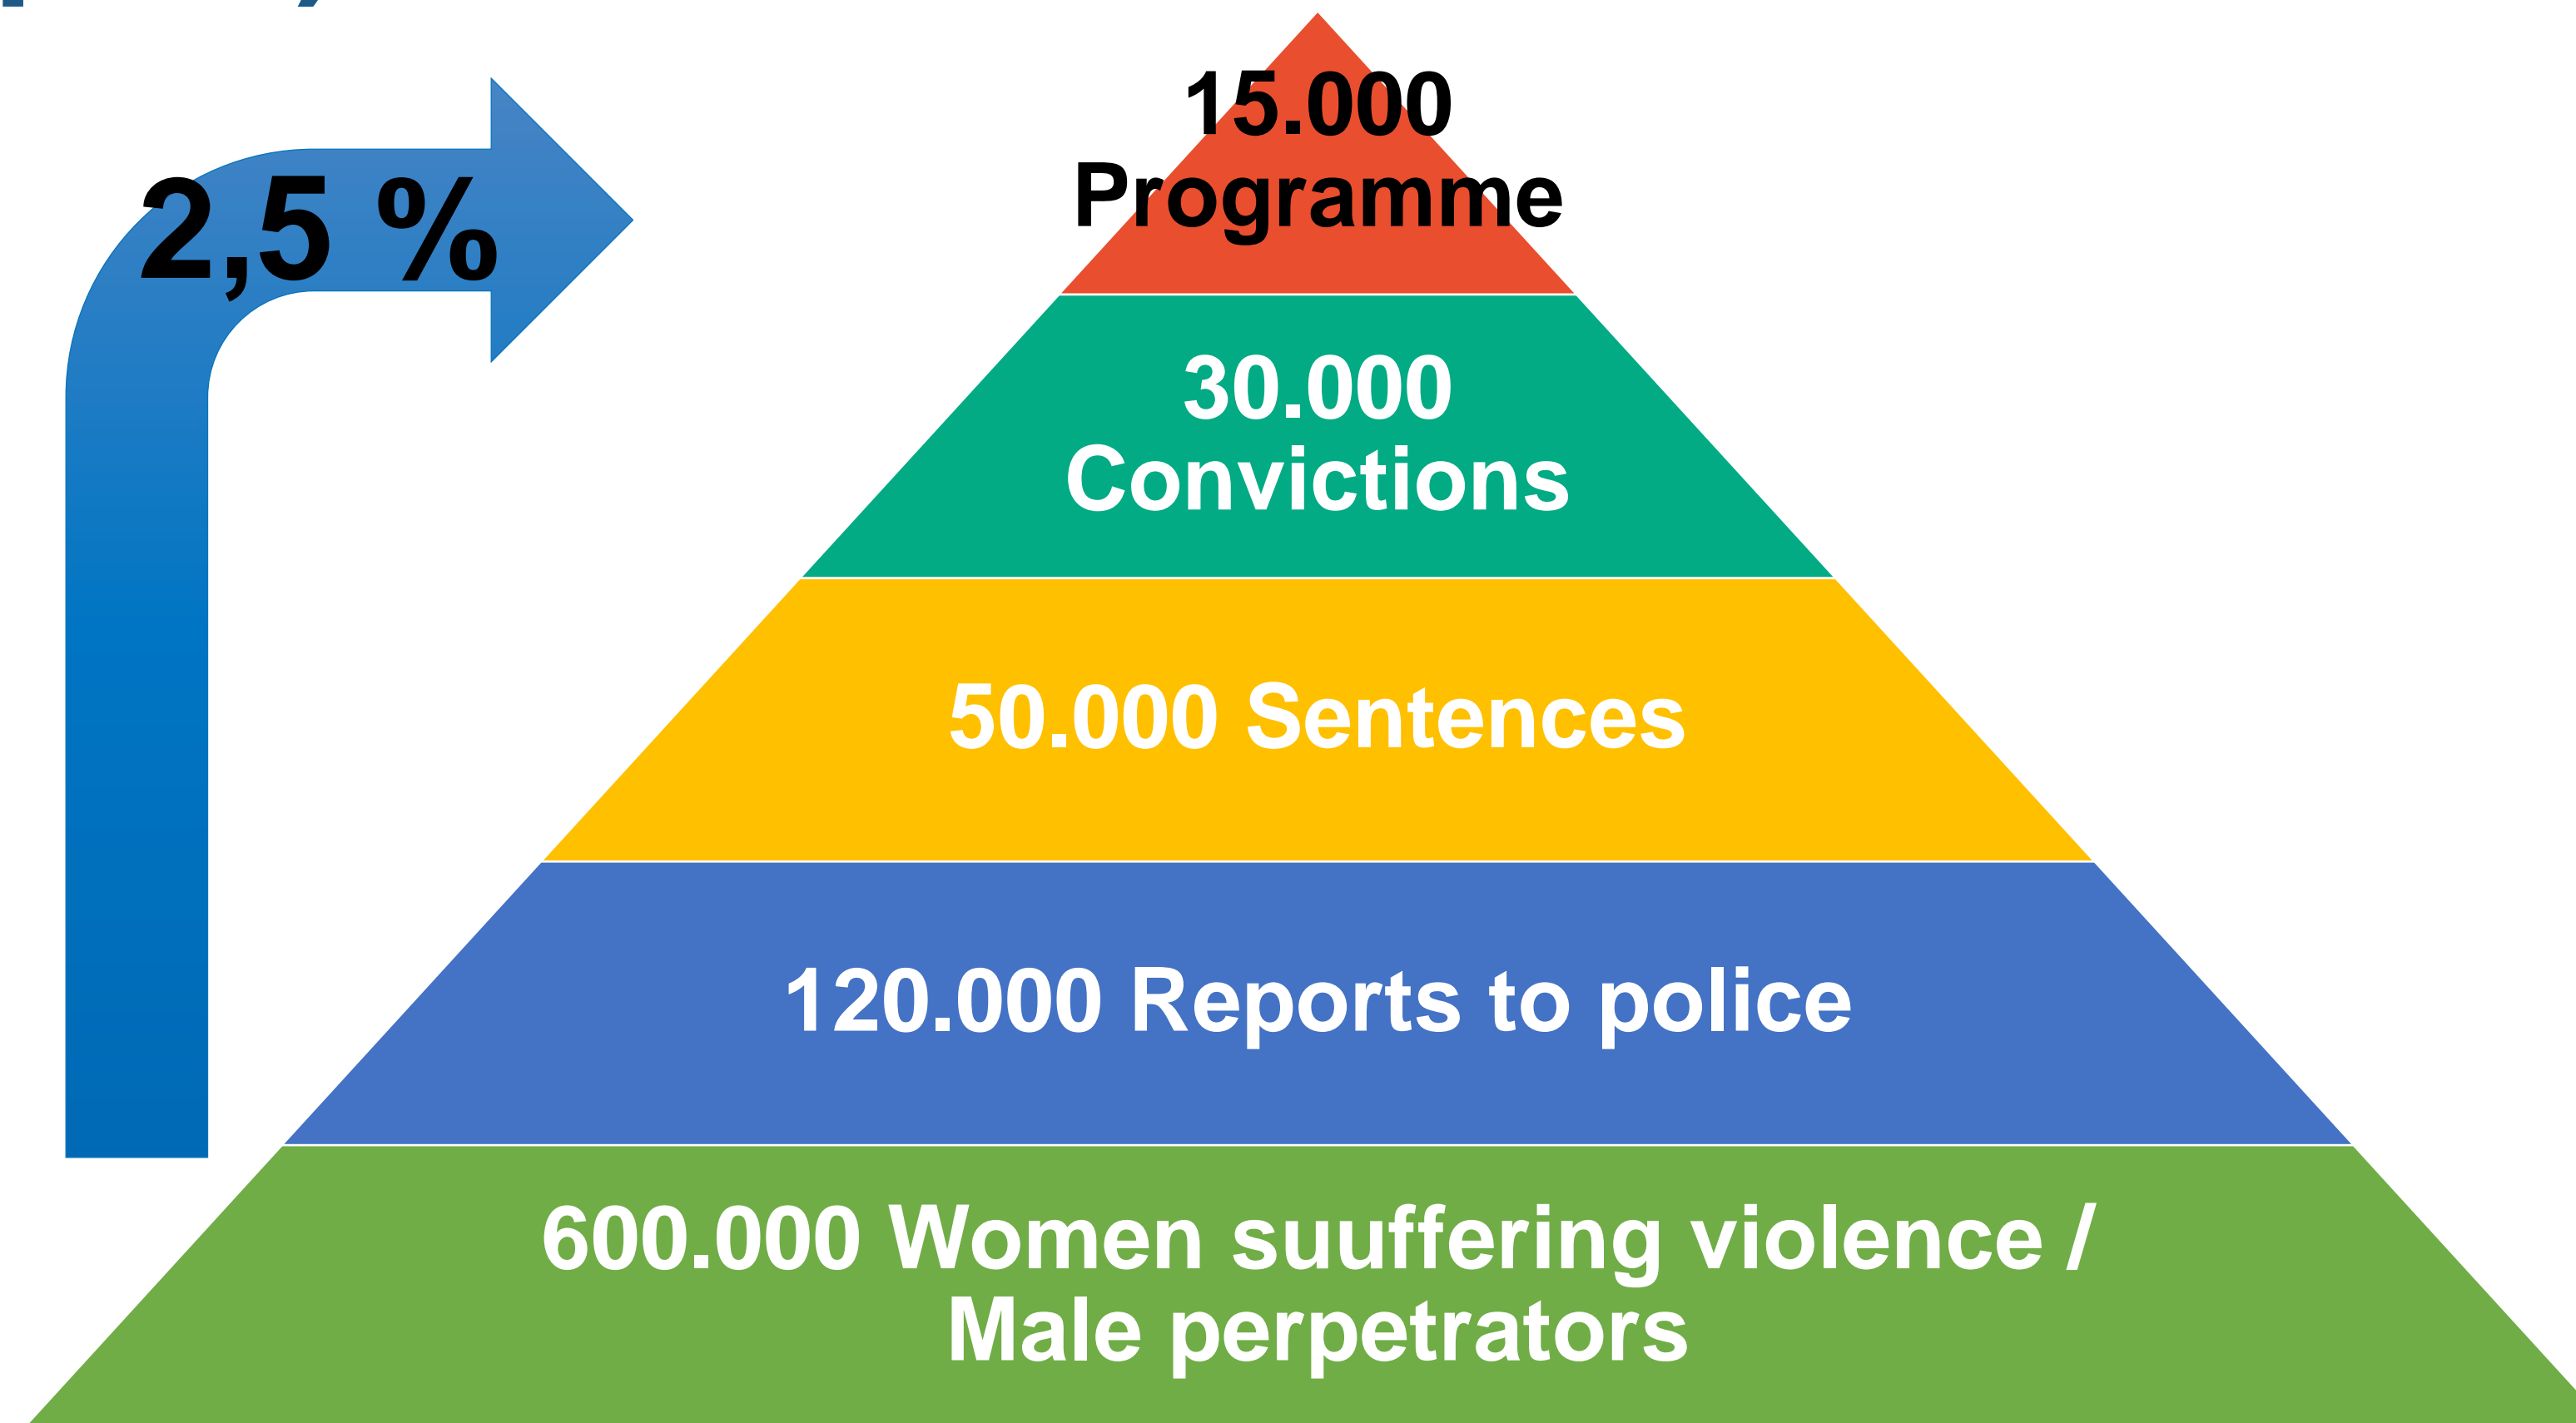 2,5 %
15.000
Programme
30.000
Convictions
50.000 Sentences
120.000 Reports to police
600.000 Women suuffering violence /
Male perpetrators